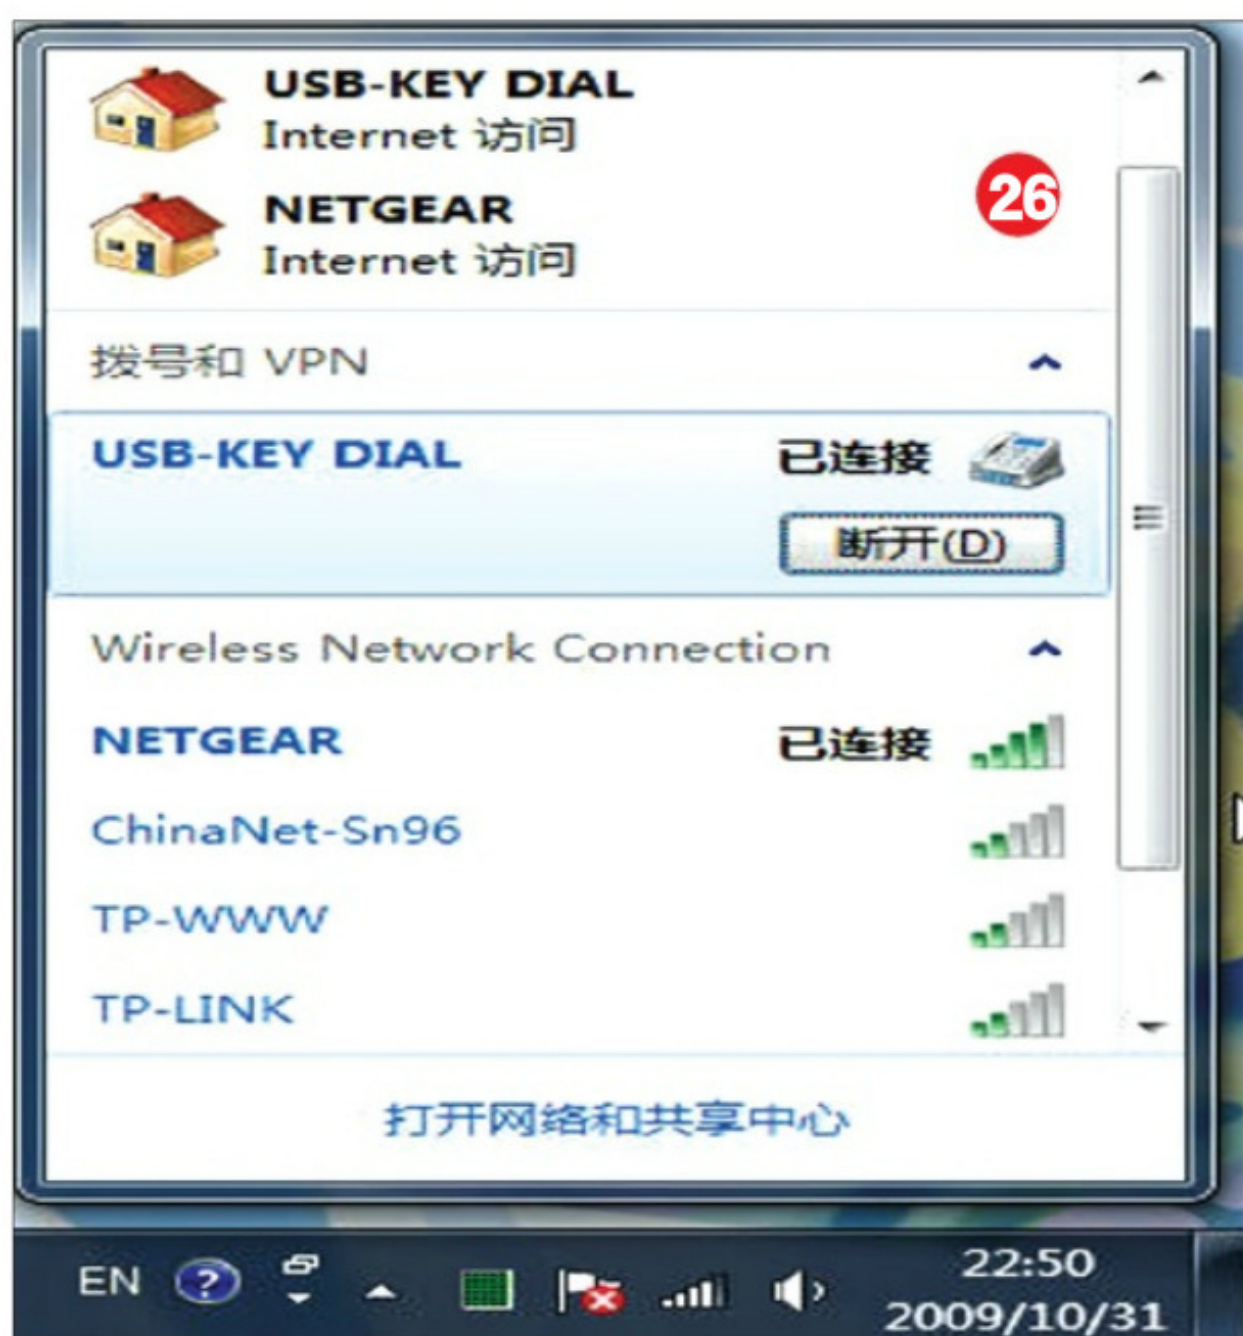 USB-KEY DIAL
Internet 访问
26
NETGEAR
Internet 访问
拨号和 VPN
USB-KEY DIAL 已连接
断开(D)
Wireless Network Connection
NETGEAR 已连接
ChinaNet-Sn96
TP-WWW
TP-LINK
打开网络和共享中心
EN ? 22:50
2009/10/31